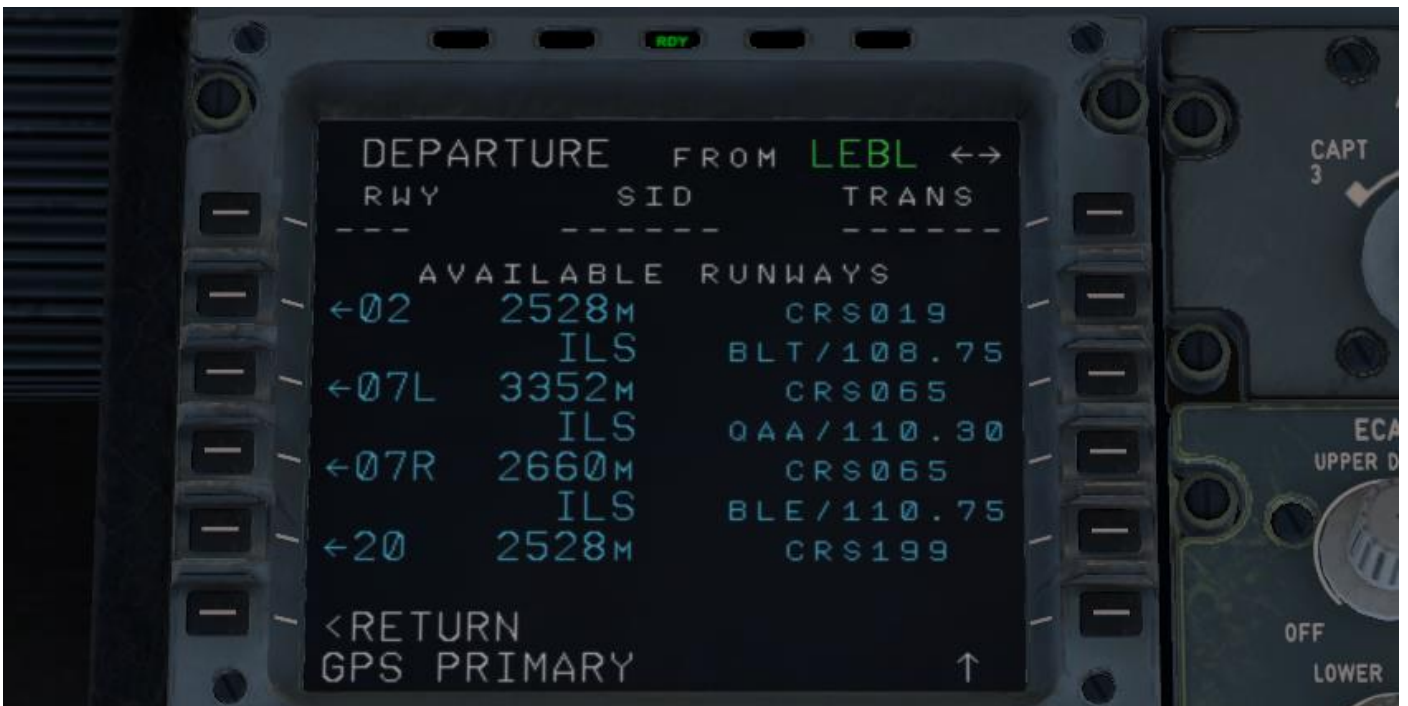 RDY
DEPARTURE FROM LEBL ←→
RWY SID TRANS
--- ------ ------
AVAILABLE RUNWAYS
←02 2528M CRS019
ILS BLT/108.75
←07L 3352M CRS065
ILS QAA/110.30
←07R 2660M CRS065
ILS BLE/110.75
←20 2528M CRS199
<RETURN
GPS PRIMARY ↑
CAPT
3
ECA
UPPER D
OFF
LOWER